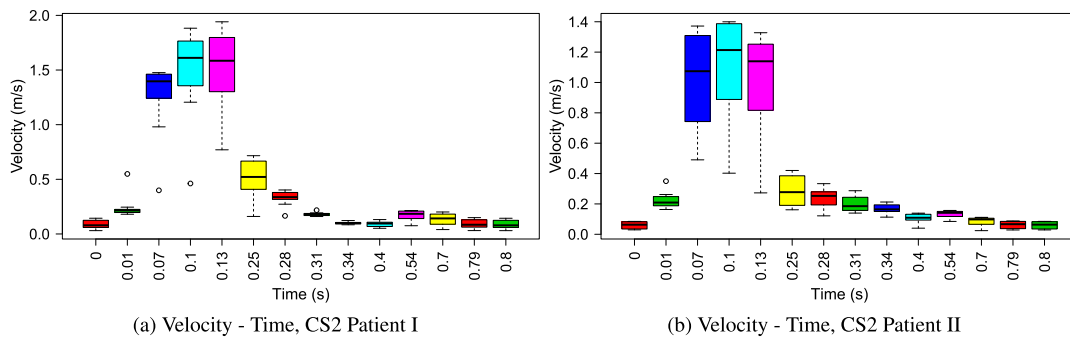 2.0
1.5
1.0
0.5
0.0
Velocity (m/s)
0 0.01 0.07 0.1 0.13 0.25 0.28 0.31 0.34 0.4 0.54 0.7 0.79 0.8
Time (s)
(a) Velocity - Time, CS2 Patient I
1.4
1.2
1.0
0.8
0.6
0.4
0.2
0.0
Velocity (m/s)
0 0.01 0.07 0.1 0.13 0.25 0.28 0.31 0.34 0.4 0.54 0.7 0.79 0.8
Time (s)
(b) Velocity - Time, CS2 Patient II